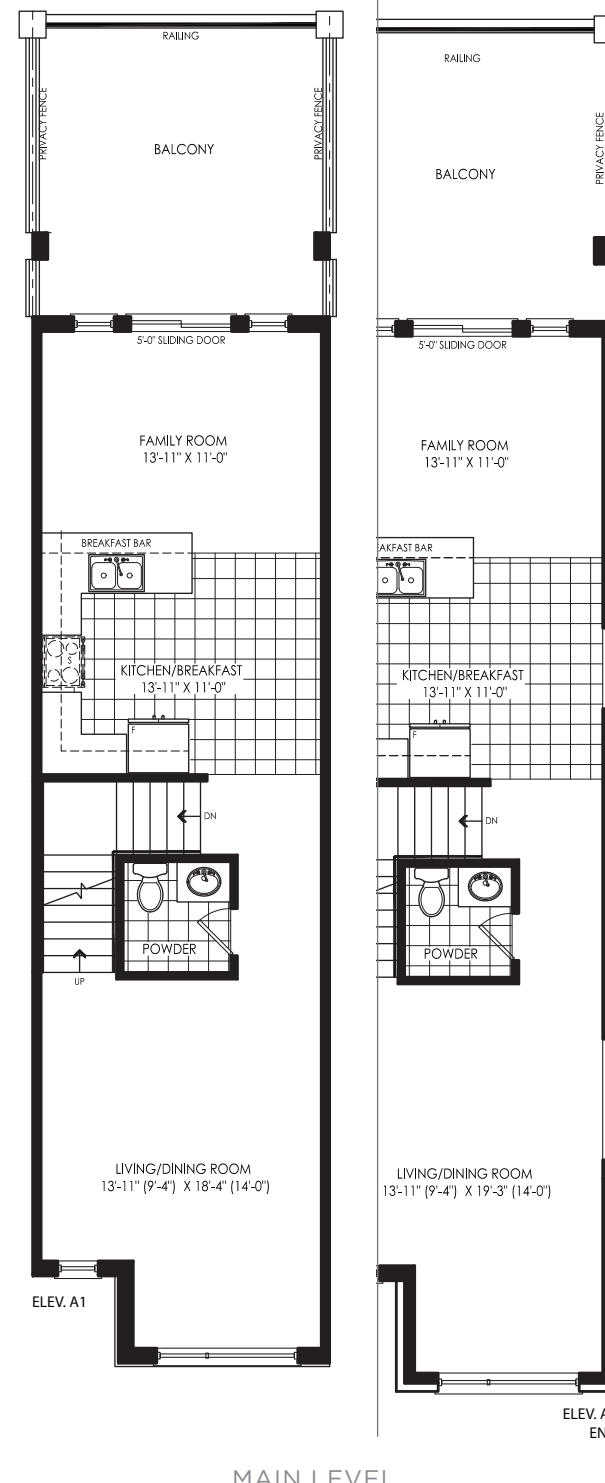 RAILING
PRIVACY FENCE
PRIVACY FENCE
BALCONY
5'-0" SLIDING DOOR
FAMILY ROOM
13'-11" X 11'-0"
BREAKFAST BAR
S
KITCHEN/BREAKFAST
13'-11" X 11'-0"
F
DN
POWDER
UP
LIVING/DINING ROOM
13'-11" (9'-4") X 18'-4" (14'-0")
ELEV. A1
RAILING
PRIVACY FENCE
BALCONY
5'-0" SLIDING DOOR
FAMILY ROOM
13'-11" X 11'-0"
AKFAST BAR
KITCHEN/BREAKFAST
13'-11" X 11'-0"
F
DN
POWDER
LIVING/DINING ROOM
13'-11" (9'-4") X 19'-3" (14'-0")
ELEV. A
EN
MAIN LEVEL